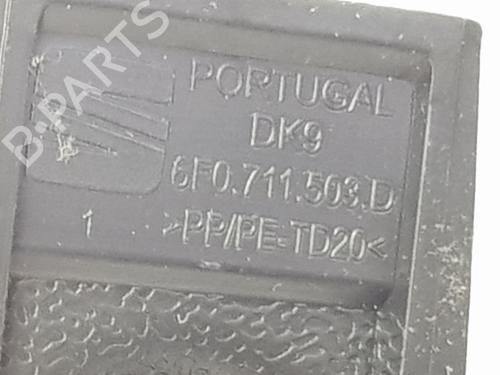 PORTUGAL
DK9
6F0.711.503.D
1 >PP/PE-TD20<
B-PARTS